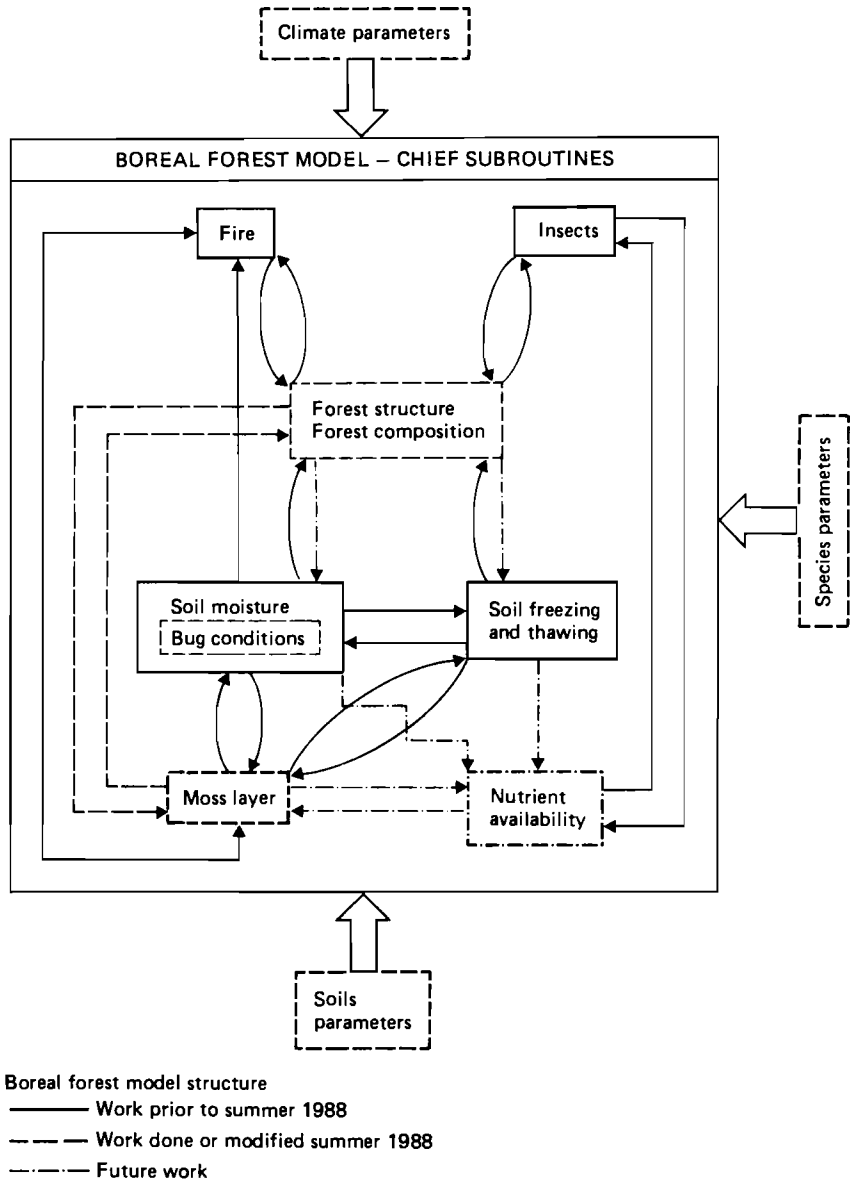 Climate parameters
BOREAL FOREST MODEL – CHIEF SUBROUTINES
Fire
Insects
Forest structure
Forest composition
Species parameters
Soil moisture
Bug conditions
Soil freezing
and thawing
Moss layer
Nutrient
availability
Soils
parameters
Boreal forest model structure
Work prior to summer 1988
Work done or modified summer 1988
Future work